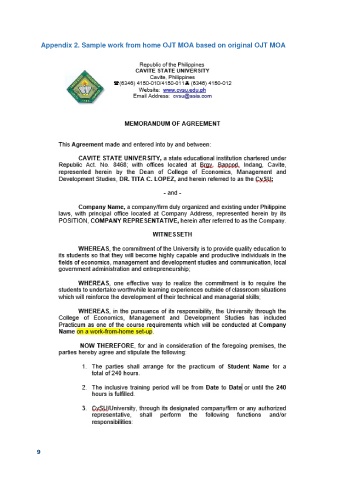 Appendix 2. Sample work from home OJT MOA based on original OJT MOA
Republic of the Philippines
CAVITE STATE UNIVERSITY
Cavite, Philippines
☎(6346) 4150-010/4150-011 (6346) 4150-012
Website: www.cvsu.edu.ph
Email Address: cvsu@asia.com
MEMORANDUM OF AGREEMENT
This Agreement made and entered into by and between:
CAVITE STATE UNIVERSITY, a state educational institution chartered under
Republic Act. No. 8468; with offices located at Brgy. Bancod, Indang, Cavite,
represented herein by the Dean of College of Economics, Management and
Development Studies, DR. TITA C. LOPEZ, and herein referred to as the CvSU;
- and -
Company Name, a company/firm duly organized and existing under Philippine
laws, with principal office located at Company Address, represented herein by its
POSITION, COMPANY REPRESENTATIVE, herein after referred to as the Company.
WITNESSETH
WHEREAS, the commitment of the University is to provide quality education to
its students so that they will become highly capable and productive individuals in the
fields of economics, management and development studies and communication, local
government administration and entrepreneurship;
WHEREAS, one effective way to realize the commitment is to require the
students to undertake worthwhile learning experiences outside of classroom situations
which will reinforce the development of their technical and managerial skills;
WHEREAS, in the pursuance of its responsibility, the University through the
College of Economics, Management and Development Studies has included
Practicum as one of the course requirements which will be conducted at Company
Name on a work-from-home set-up.
NOW THEREFORE, for and in consideration of the foregoing premises, the
parties hereby agree and stipulate the following:
1. The parties shall arrange for the practicum of Student Name for a
total of 240 hours.
2. The inclusive training period will be from Date to Date or until the 240
hours is fulfilled.
3. CvSU/University, through its designated company/firm or any authorized
representative, shall perform the following functions and/or
responsibilities:
9